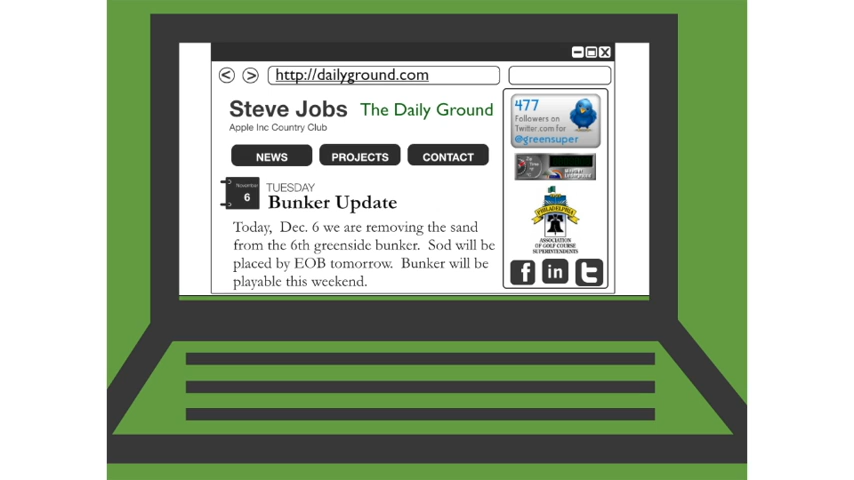 http://dailyground.com
Steve Jobs The Daily Ground
Apple Inc Country Club
NEWS PROJECTS CONTACT
November
6
TUESDAY
Bunker Update
Today, Dec. 6 we are removing the sand
from the 6th greenside bunker. Sod will be
placed by EOB tomorrow. Bunker will be
playable this weekend.
477
Followers on
Twitter.com for
@greensuper
PHILADELPHIA
ASSOCIATION
OF GOLF COURSE
SUPERINTENDENTS
f in t